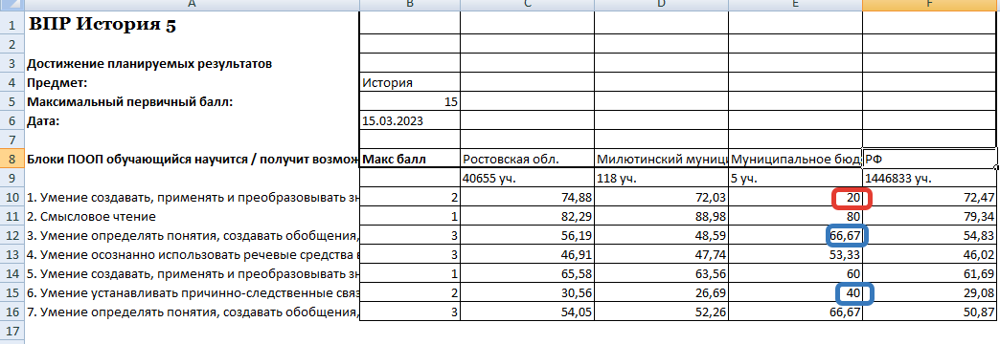 A B C D E F
1 ВПР История 5
2
3 Достижение планируемых результатов
4 Предмет: История
5 Максимальный первичный балл: 15
6 Дата: 15.03.2023
7
8 Блоки ПООП обучающийся научится / получит возмож Макс балл Ростовская обл. Милютинский муници Муниципальное бюд РФ
9 40655 уч. 118 уч. 5 уч. 1446833 уч.
10 1. Умение создавать, применять и преобразовывать зн 2 74,88 72,03 20 72,47
11 2. Смысловое чтение 1 82,29 88,98 80 79,34
12 3. Умение определять понятия, создавать обобщения, 3 56,19 48,59 66,67 54,83
13 4. Умение осознанно использовать речевые средства в 3 46,91 47,74 53,33 46,02
14 5. Умение создавать, применять и преобразовывать зн 1 65,58 63,56 60 61,69
15 6. Умение устанавливать причинно-следственные связ 2 30,56 26,69 40 29,08
16 7. Умение определять понятия, создавать обобщения, 3 54,05 52,26 66,67 50,87
17